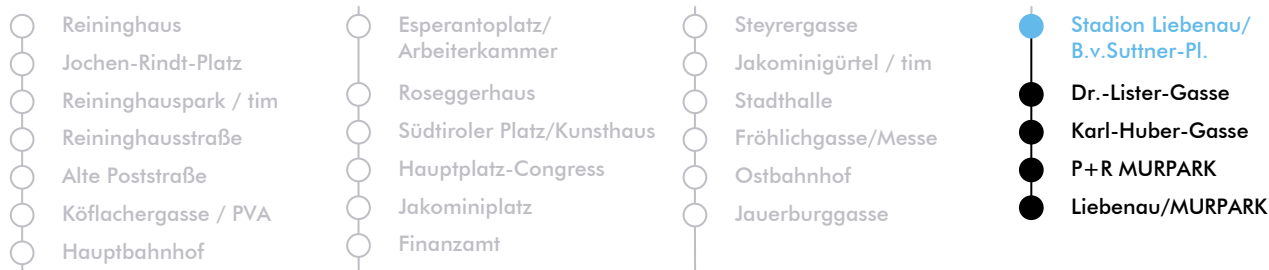 Reininghaus
Jochen-Rindt-Platz
Reininghauspark / tim
Reininghausstraße
Alte Poststraße
Köflachergasse / PVA
Hauptbahnhof
Esperantoplatz/
Arbeiterkammer
Roseggerhaus
Südtiroler Platz/Kunsthaus
Hauptplatz-Congress
Jakominiplatz
Finanzamt
Steyrergasse
Jakominigürtel / tim
Stadthalle
Fröhlichgasse/Messe
Ostbahnhof
Jauerburggasse
Stadion Liebenau/
B.v.Suttner-Pl.
Dr.-Lister-Gasse
Karl-Huber-Gasse
P+R MURPARK
Liebenau/MURPARK